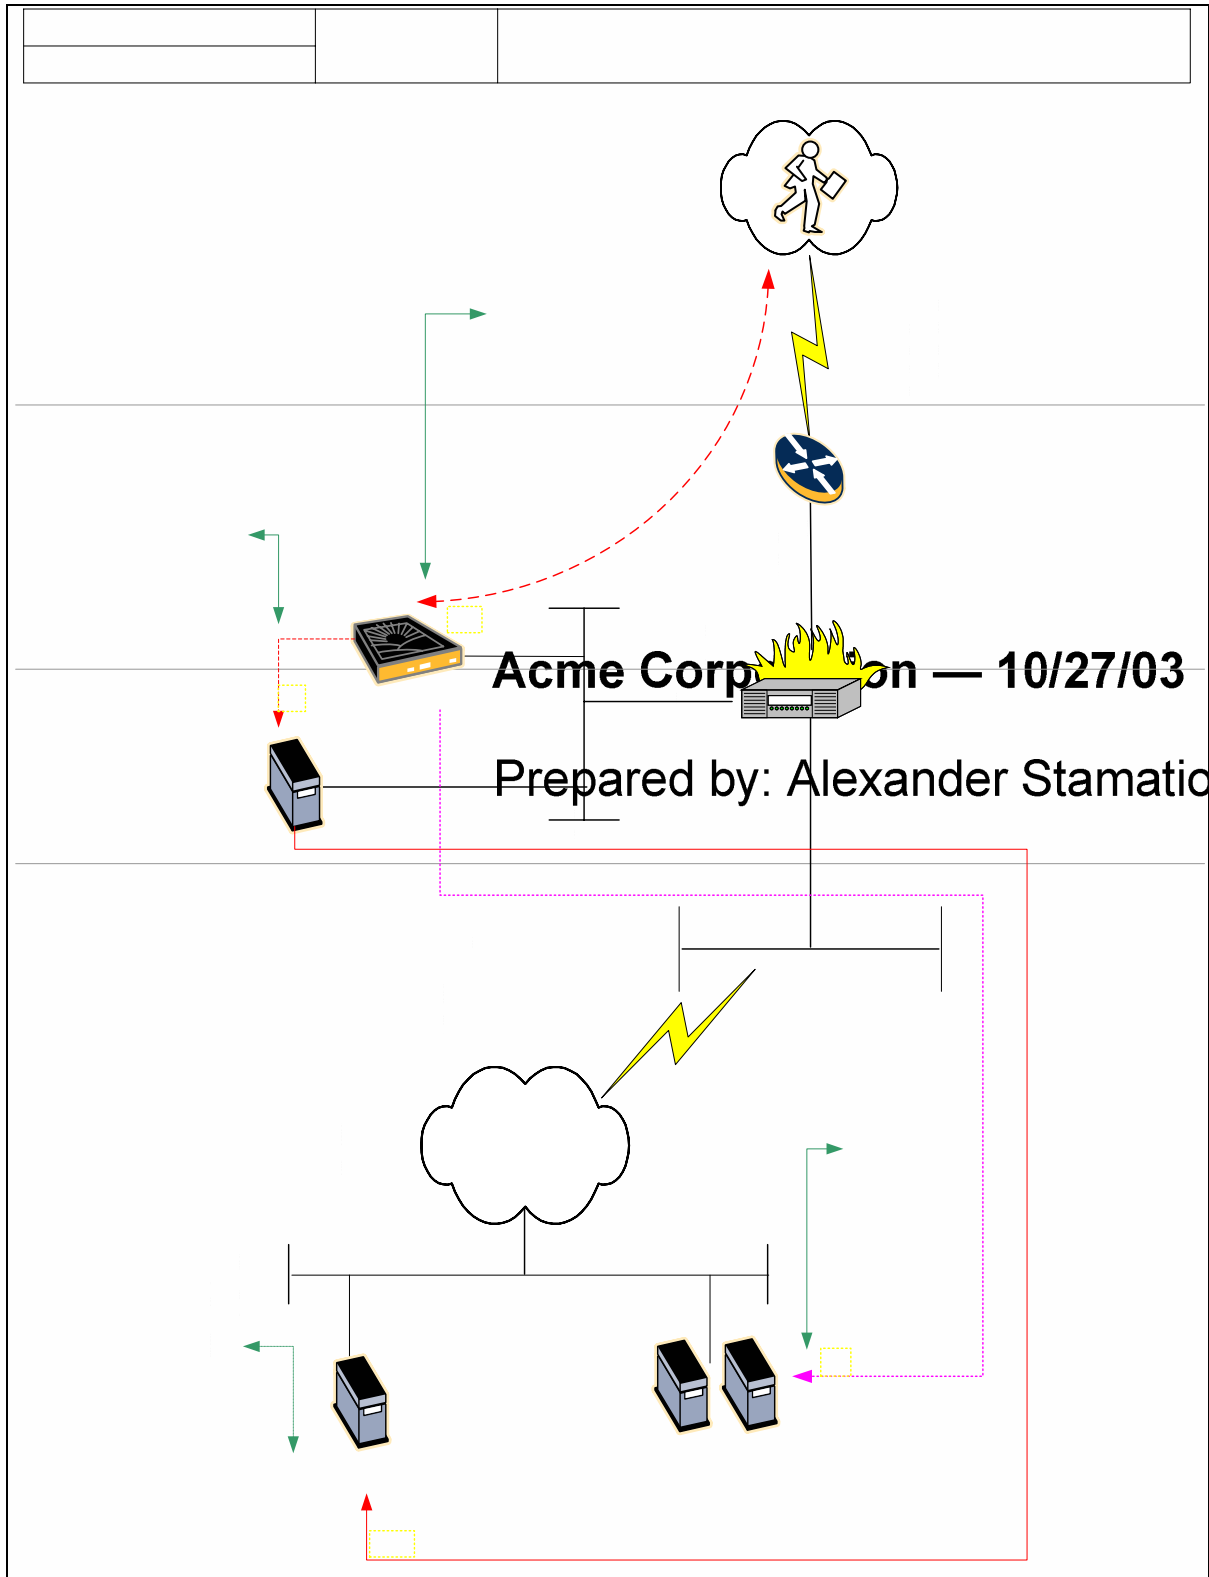 Acme Corp on — 10/27/03
Prepared by: Alexander Stamatio